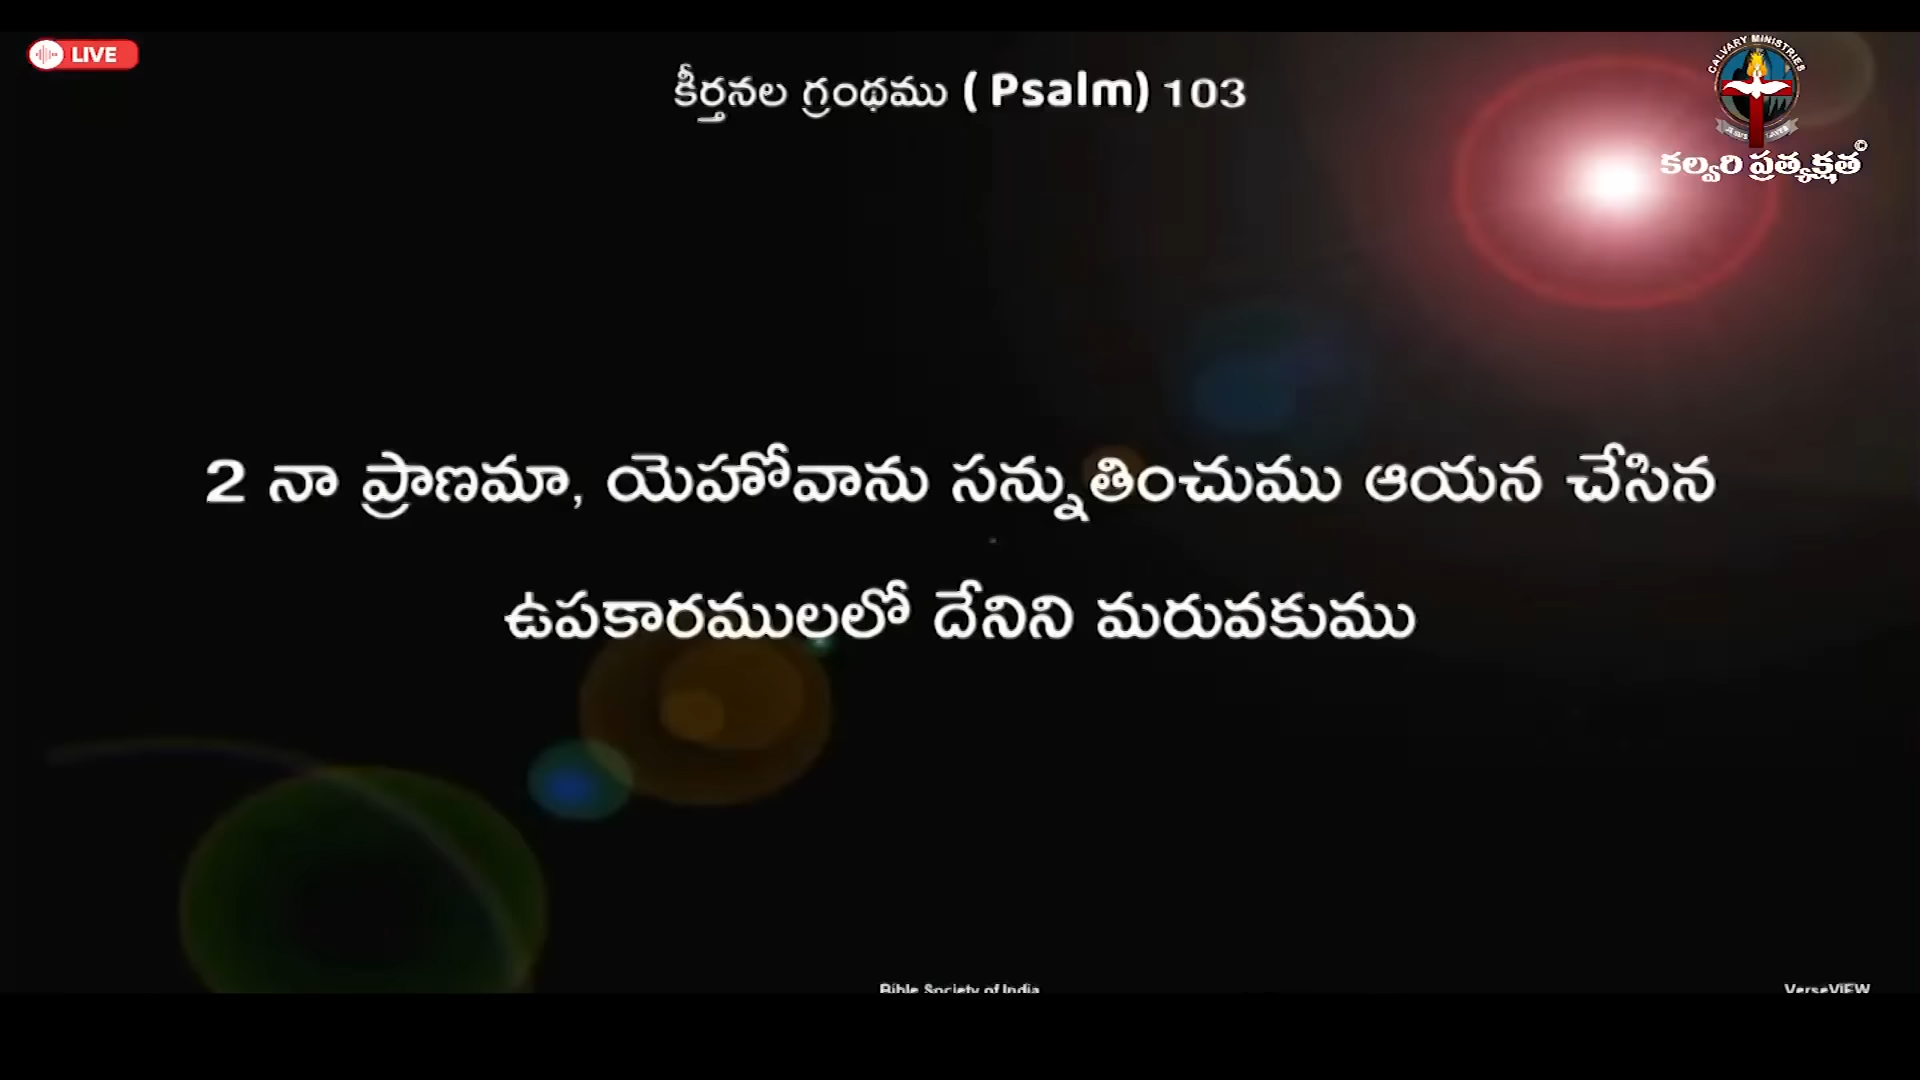 LIVE
కీర్తనల గ్రంథము ( Psalm) 103
CALVARY MINISTRIES
కల్వరి ప్రత్యక్షత©
2 నా ప్రాణమా, యెహోవాను సన్నుతించుము ఆయన చేసిన
ఉపకారములలో దేనిని మరువకుము
Bible Society of India
VerseVIEW